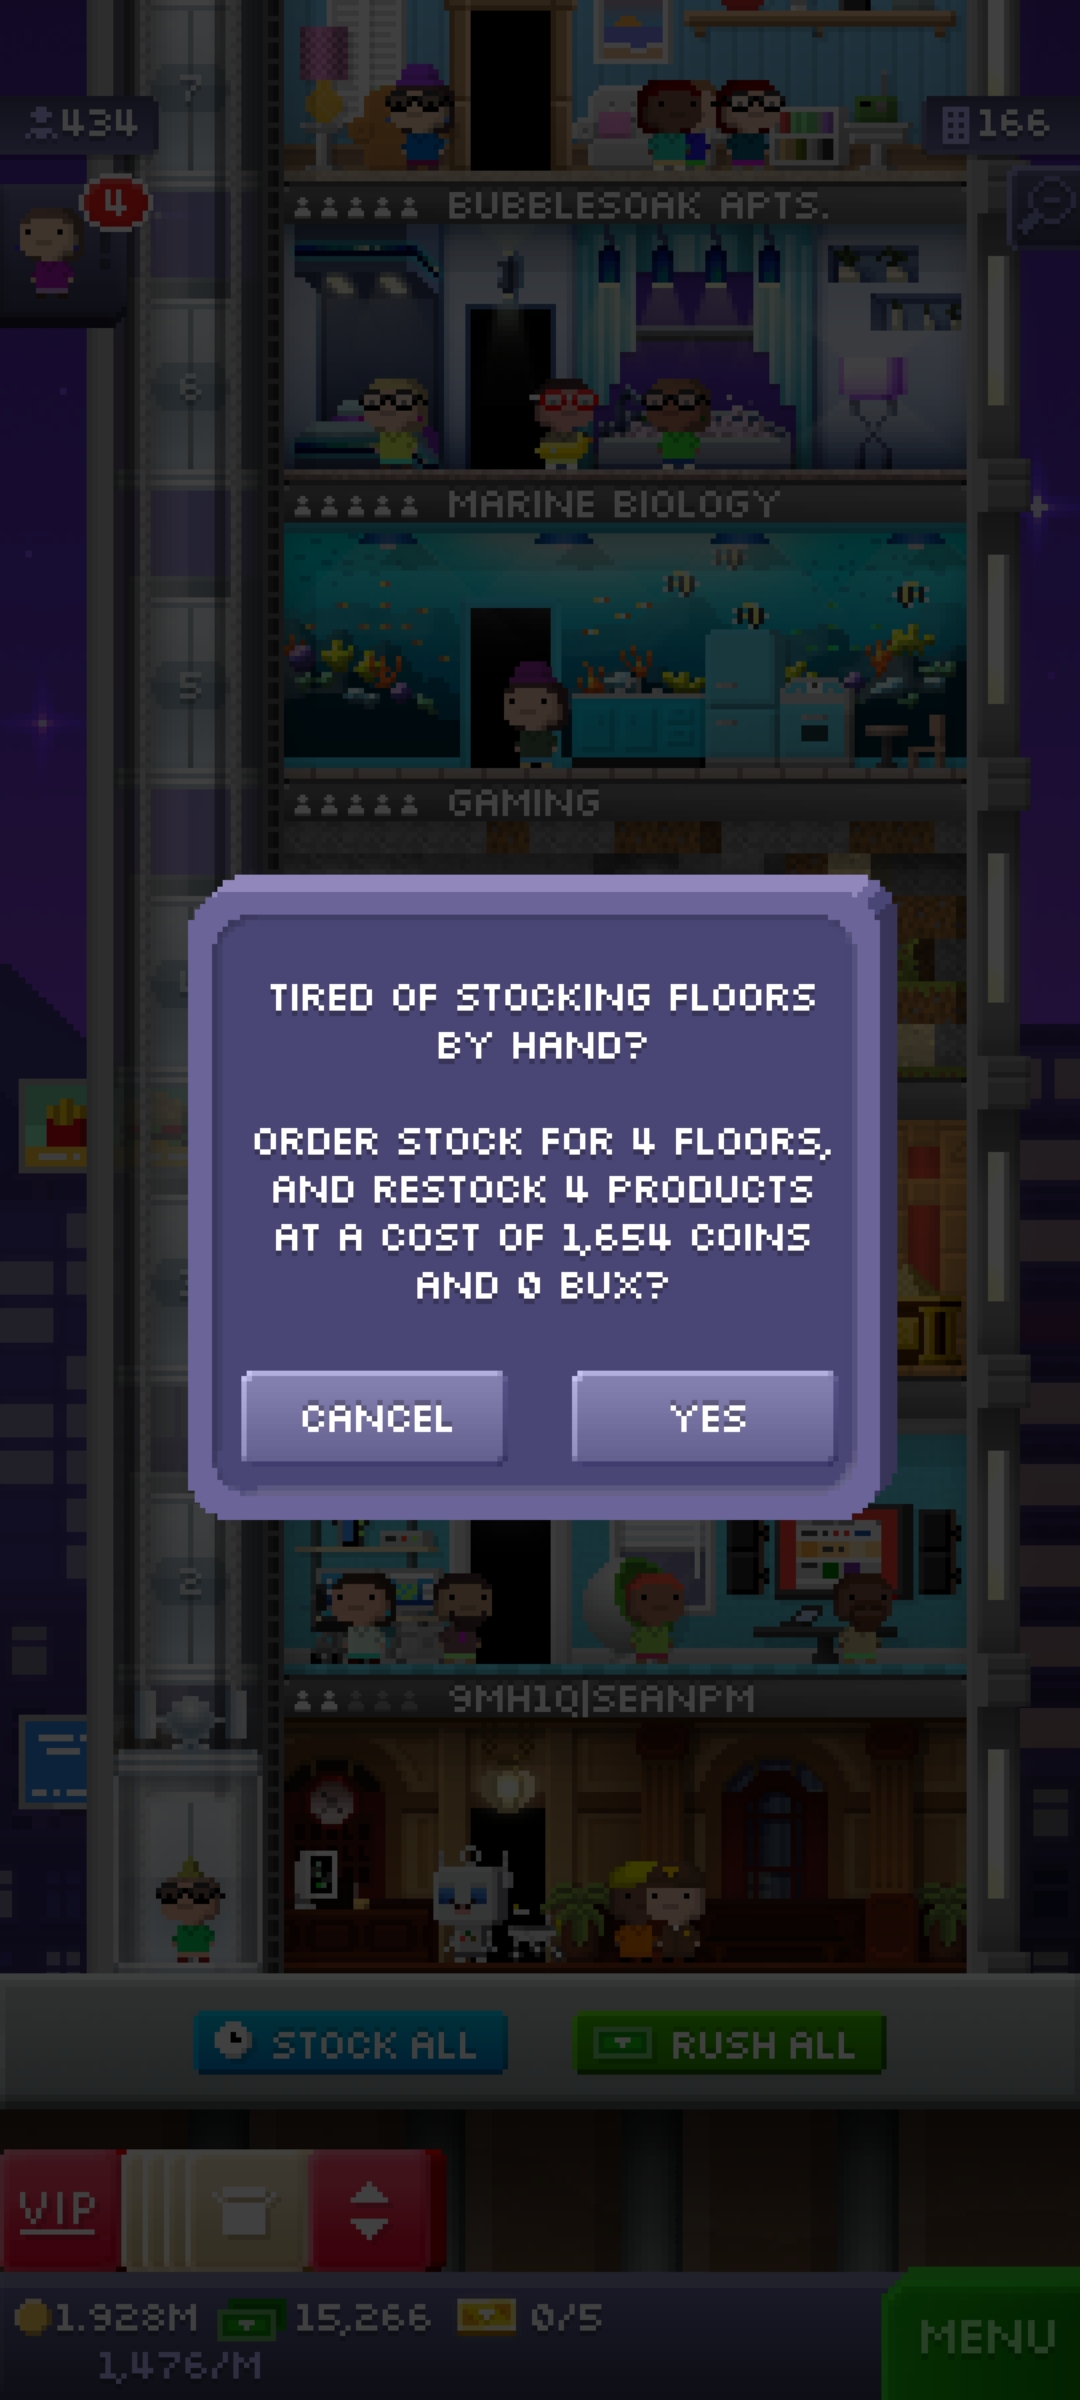 7
434
166
4
BUBBLESOAK APTS.
6
MARINE BIOLOGY
5
GAMING
TIRED OF STOCKING FLOORS
BY HAND?
ORDER STOCK FOR 4 FLOORS,
AND RESTOCK 4 PRODUCTS
AT A COST OF 1,654 COINS
AND 0 BUX?
CANCEL
YES
2
9MH1Q|SEANPM
STOCK ALL
RUSH ALL
VIP
1.928M
15,266
0/5
1,476/M
MENU